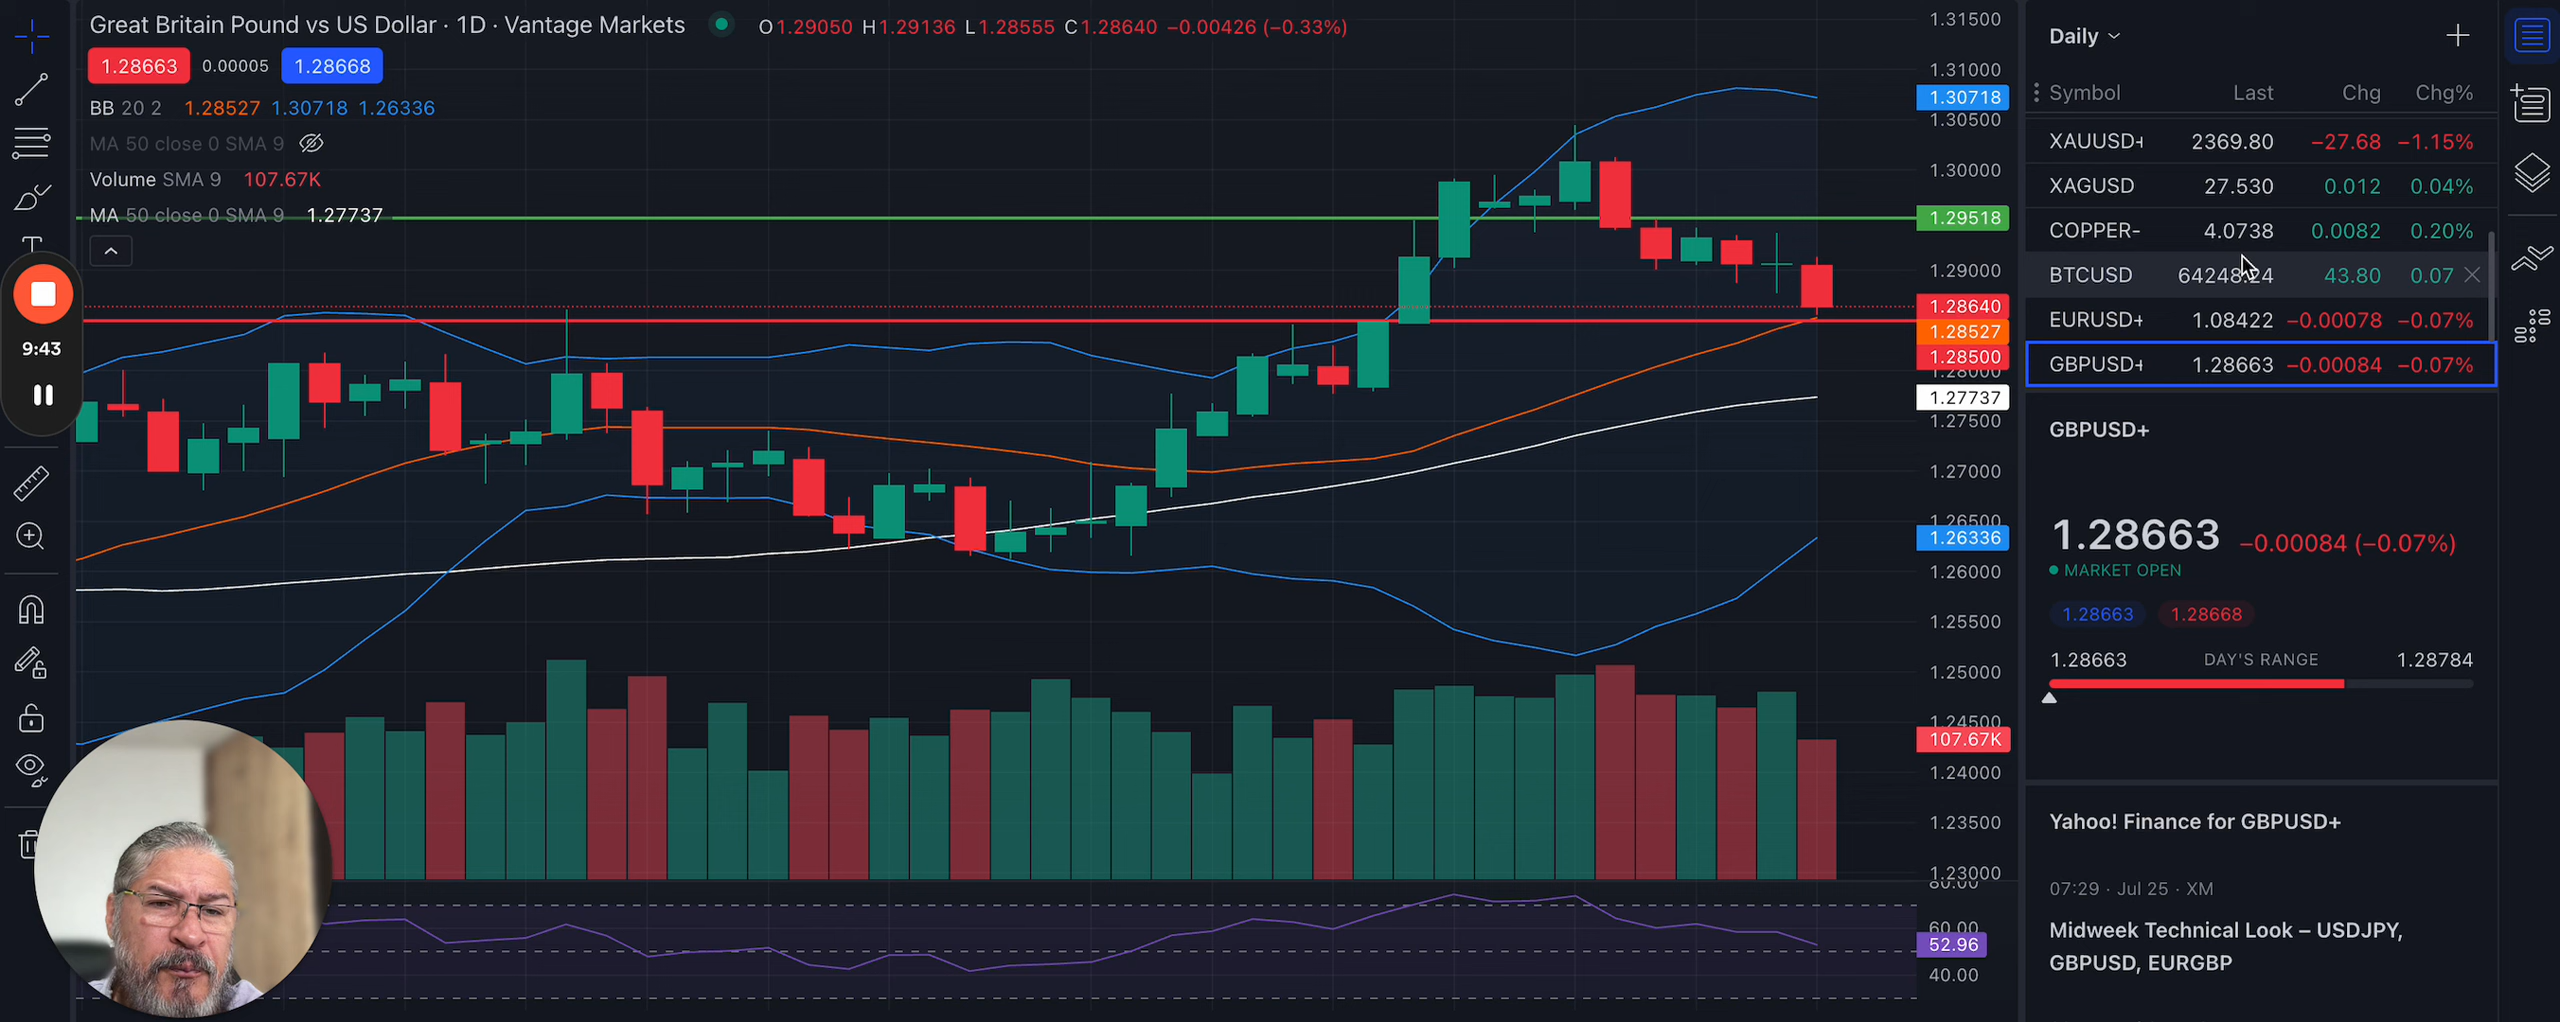 Great Britain Pound vs US Dollar · 1D · Vantage Markets
O1.29050 H1.29136 L1.28555 C1.28640 −0.00426 (−0.33%)
1.28663 0.00005 1.28668
BB 20 2 1.28527 1.30718 1.26336
MA 50 close 0 SMA 9
Volume SMA 9 107.67K
MA 50 close 0 SMA 9 1.27737
9:43
1.31500
1.31000
1.30718
1.30500
1.30000
1.29518
1.29000
1.28640
1.28527
1.28500
1.28000
1.27737
1.27500
1.27000
1.26500
1.26336
1.26000
1.25500
1.25000
1.24500
107.67K
1.24000
1.23500
1.23000
80.00
60.00
52.96
40.00
Daily
Symbol Last Chg Chg%
XAUUSD+ 2369.80 −27.68 −1.15%
XAGUSD 27.530 0.012 0.04%
COPPER- 4.0738 0.0082 0.20%
BTCUSD 64248.24 43.80 0.07
EURUSD+ 1.08422 −0.00078 −0.07%
GBPUSD+ 1.28663 −0.00084 −0.07%
GBPUSD+
1.28663 −0.00084 (−0.07%)
MARKET OPEN
1.28663 1.28668
1.28663 DAY'S RANGE 1.28784
Yahoo! Finance for GBPUSD+
07:29 · Jul 25 · XM
Midweek Technical Look – USDJPY,
GBPUSD, EURGBP